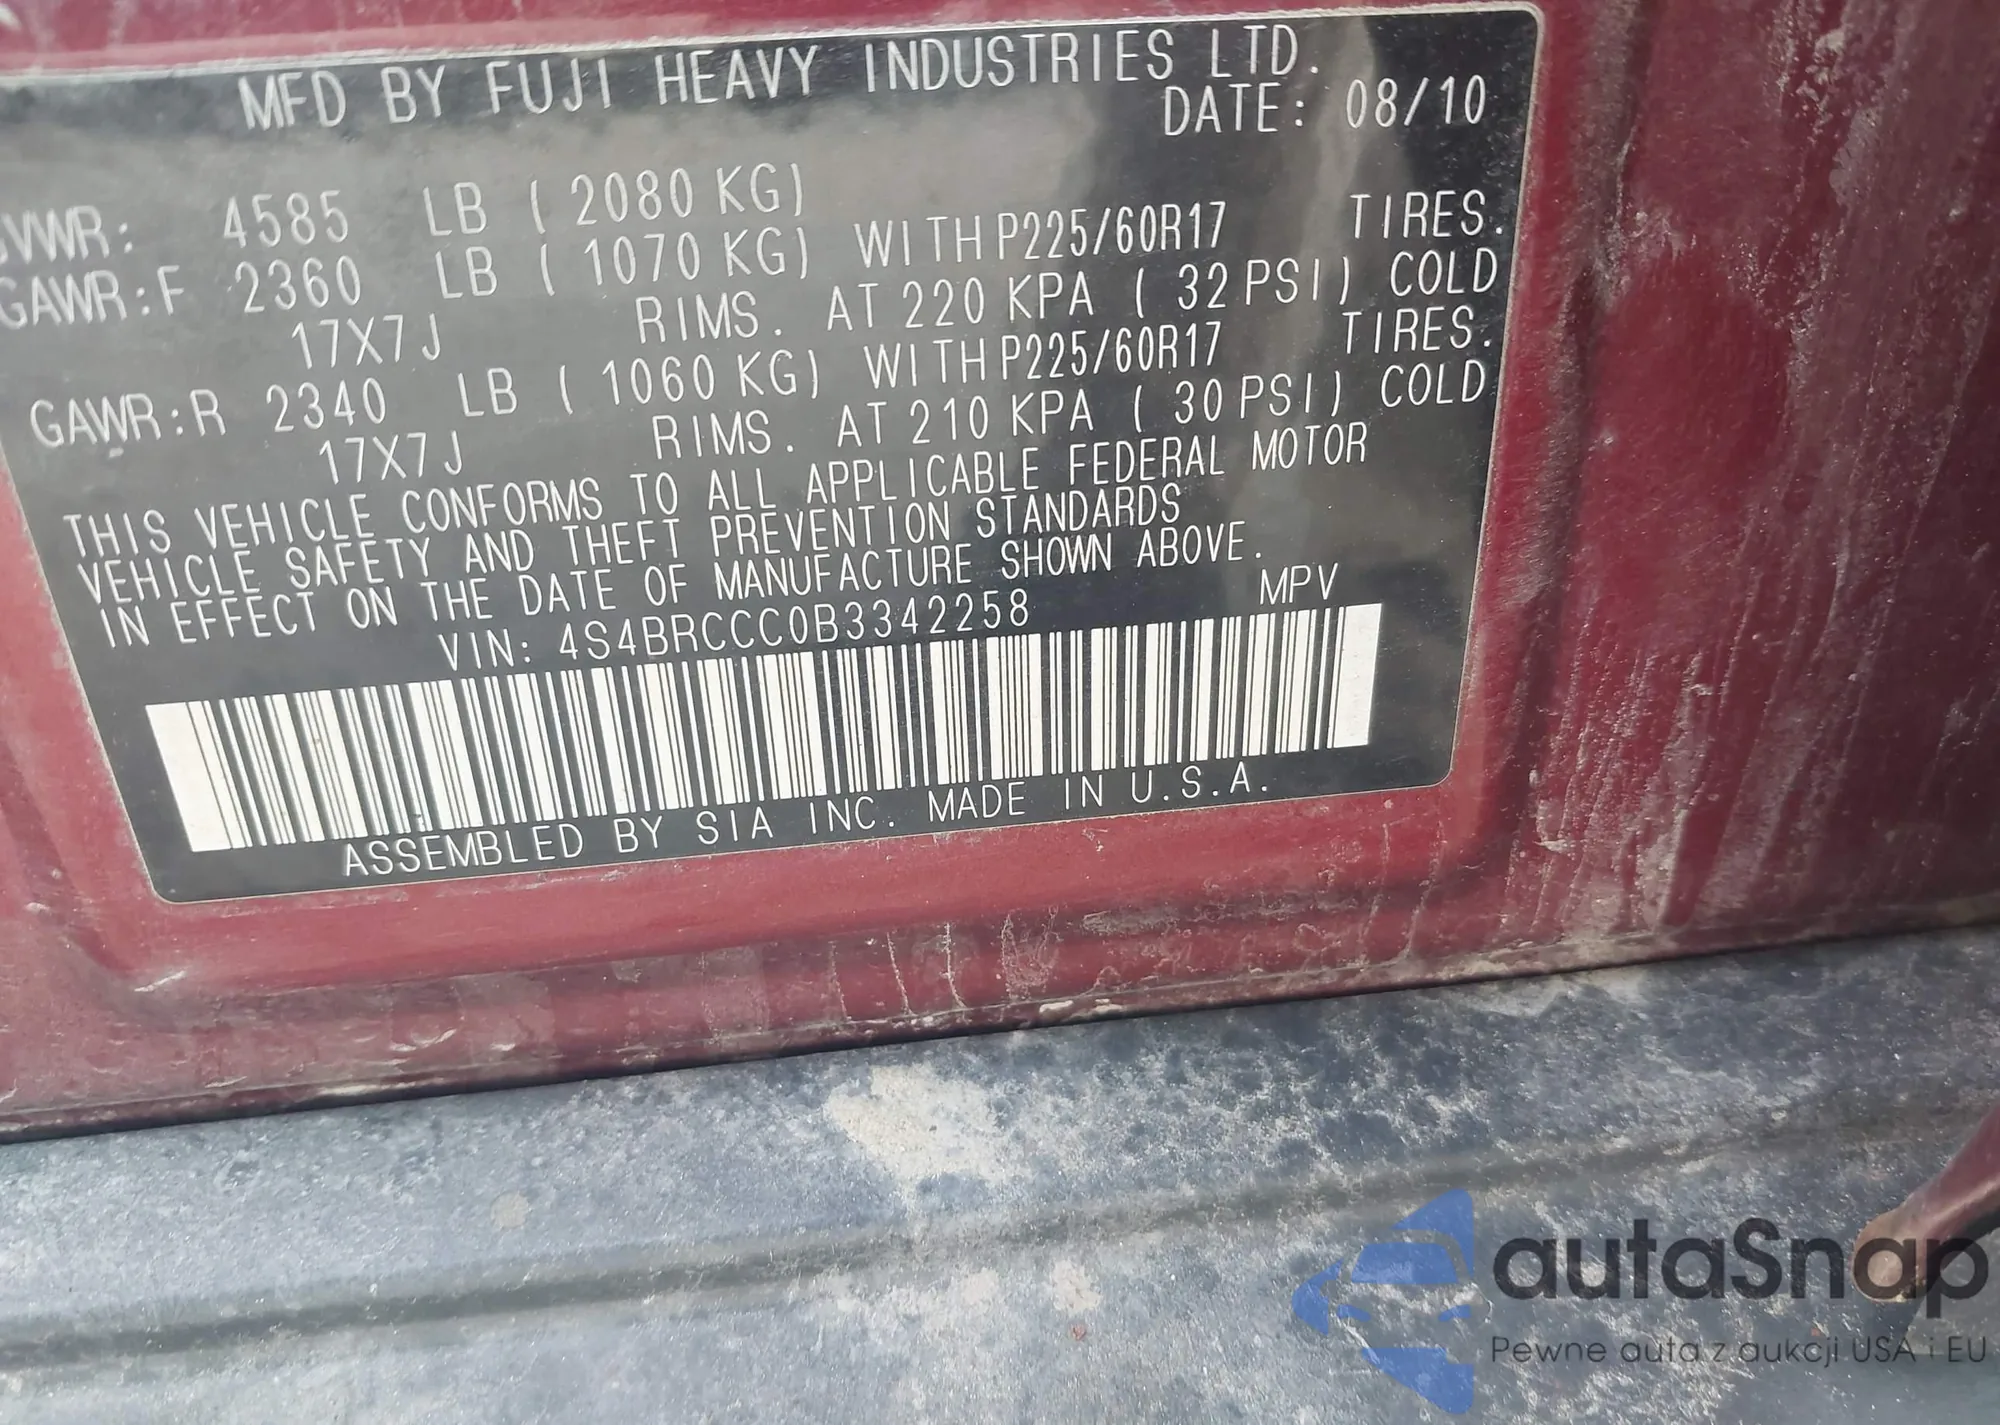 MFD BY FUJI HEAVY INDUSTRIES LTD.
DATE: 08/10
GVWR: 4585 LB ( 2080 KG)
GAWR:F 2360 LB ( 1070 KG) WITH P225/60R17 TIRES.
17X7J RIMS. AT 220 KPA ( 32 PSI) COLD
GAWR:R 2340 LB ( 1060 KG) WITH P225/60R17 TIRES.
17X7J RIMS. AT 210 KPA ( 30 PSI) COLD
THIS VEHICLE CONFORMS TO ALL APPLICABLE FEDERAL MOTOR
VEHICLE SAFETY AND THEFT PREVENTION STANDARDS
IN EFFECT ON THE DATE OF MANUFACTURE SHOWN ABOVE.
VIN: 4S4BRCCC0B3342258 MPV
ASSEMBLED BY SIA INC. MADE IN U.S.A.
autaSnap
Pewne auta z aukcji USA i EU